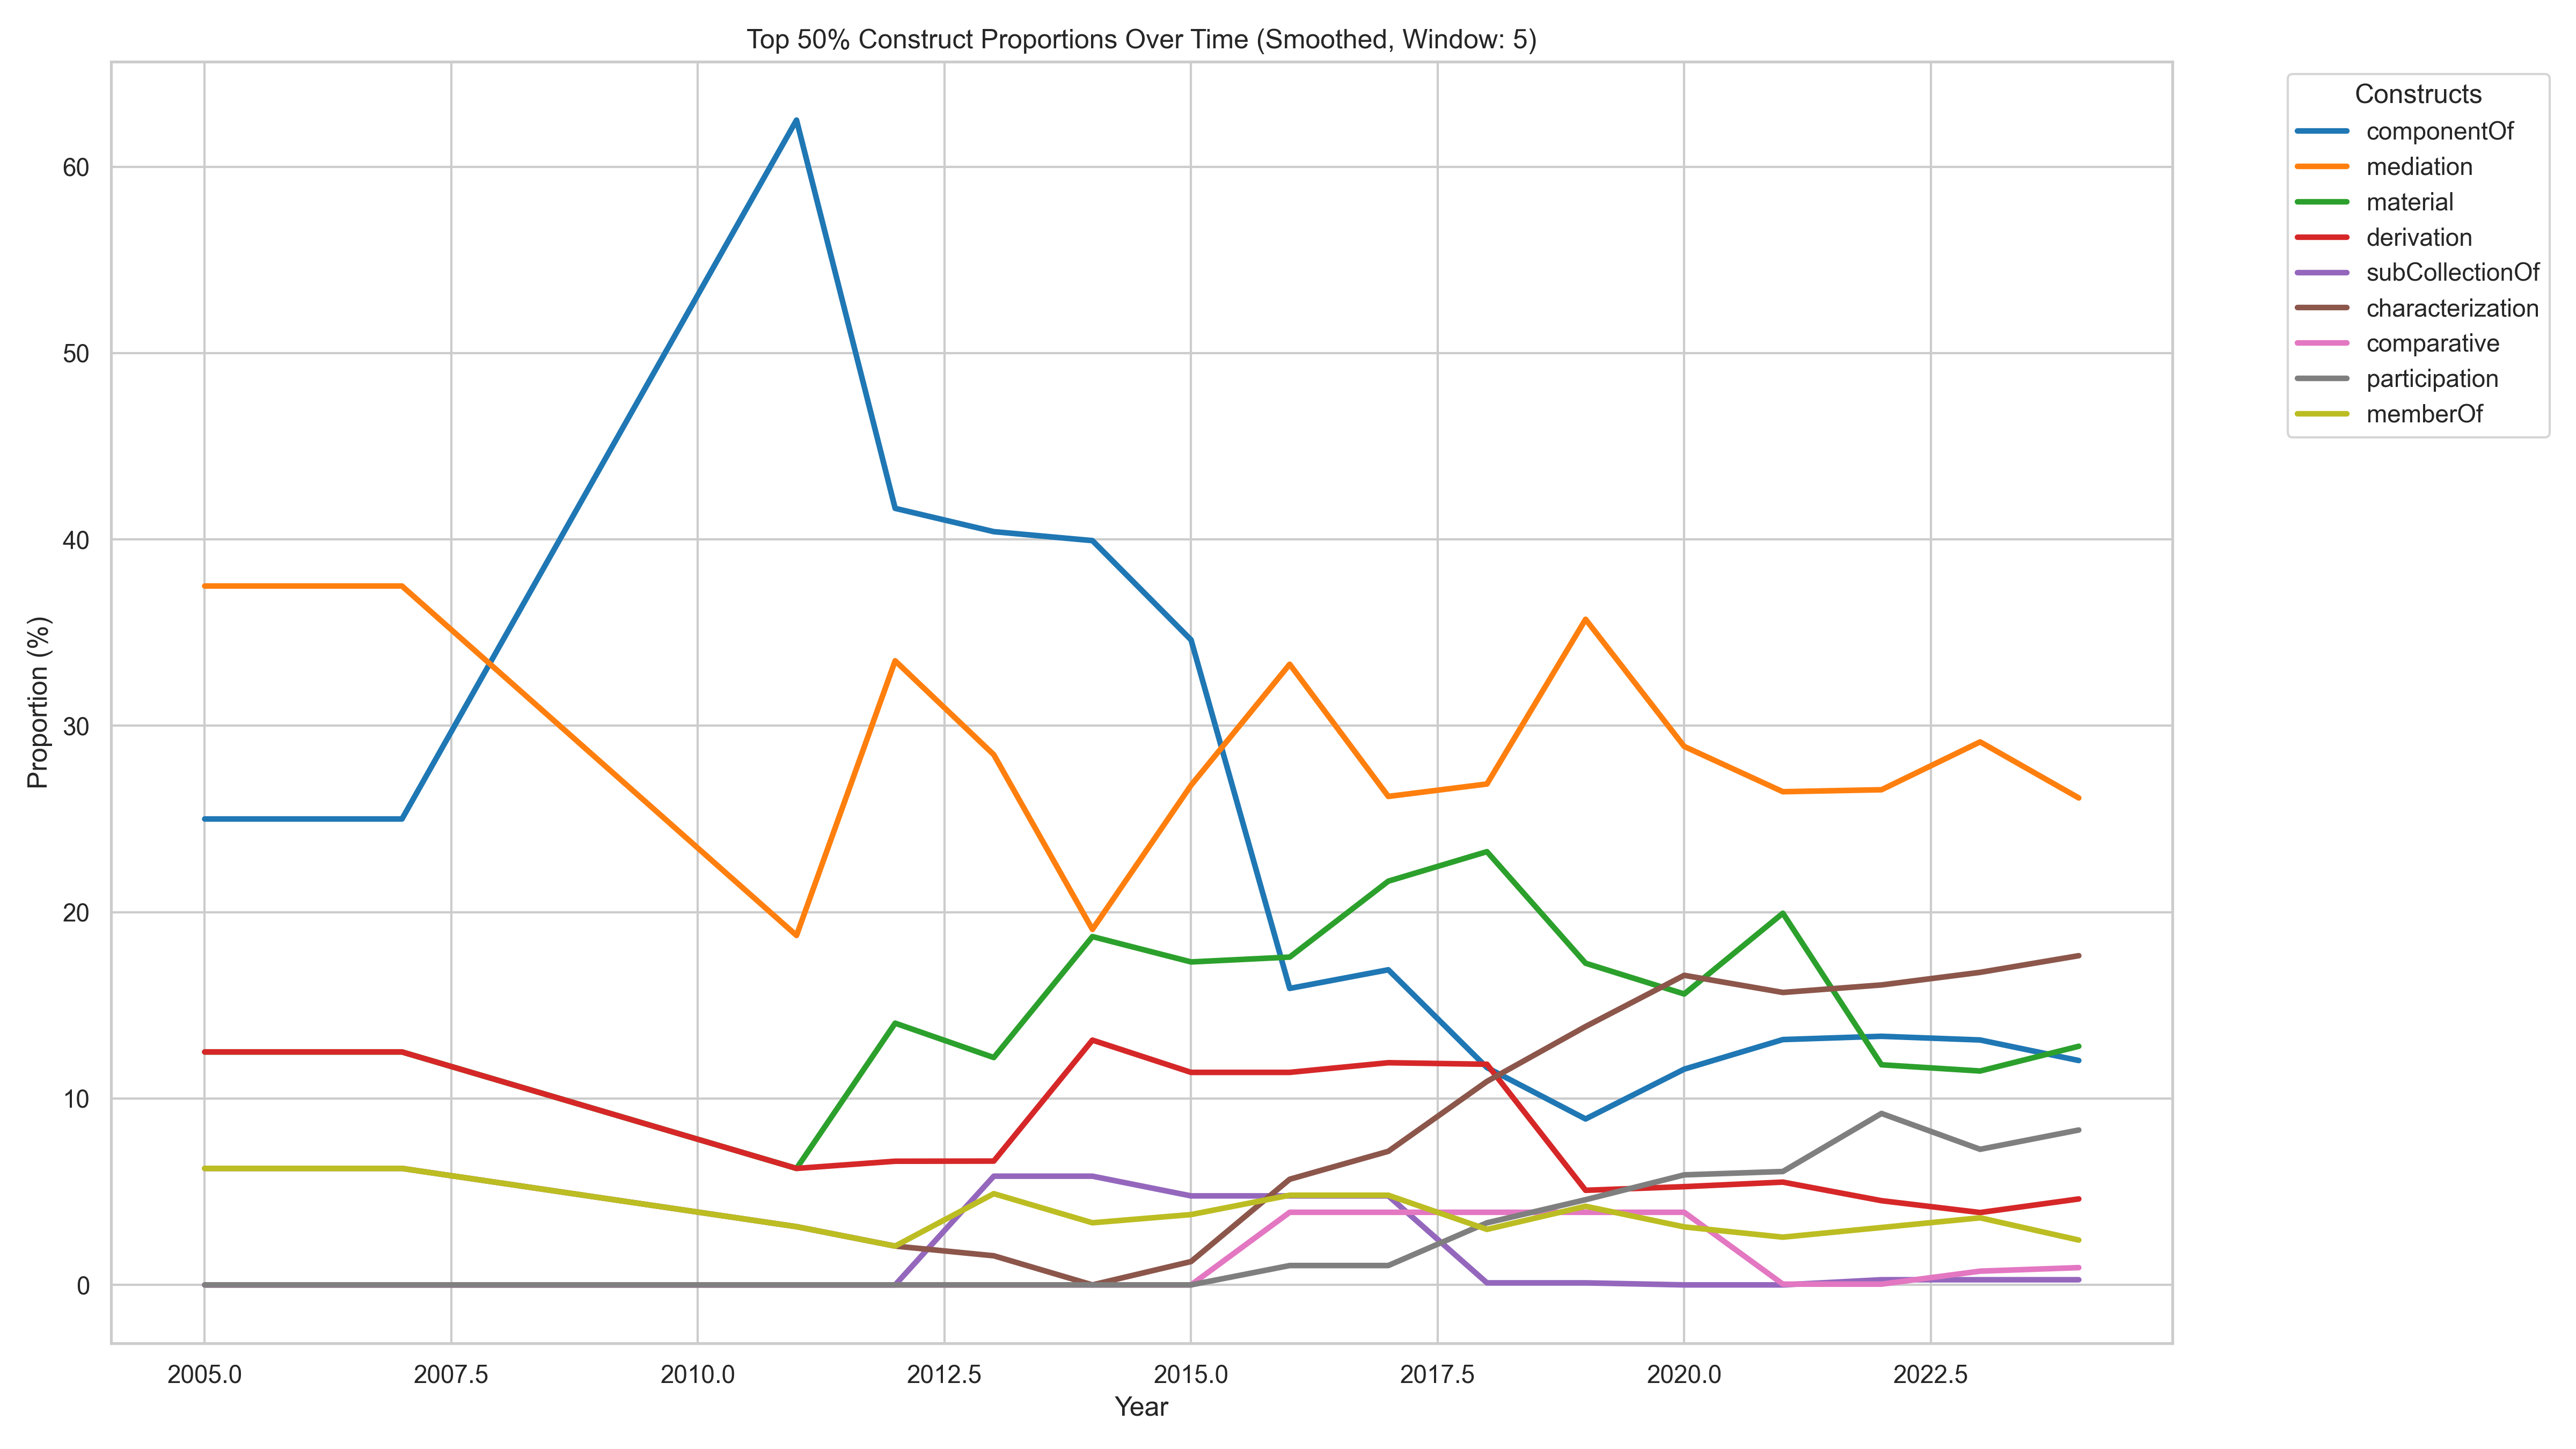 Top 50% Construct Proportions Over Time (Smoothed, Window: 5)
Constructs
componentOf
mediation
material
derivation
subCollectionOf
characterization
comparative
participation
memberOf
Proportion (%)
60
50
40
30
20
10
0
2005.0 2007.5 2010.0 2012.5 2015.0 2017.5 2020.0 2022.5
Year